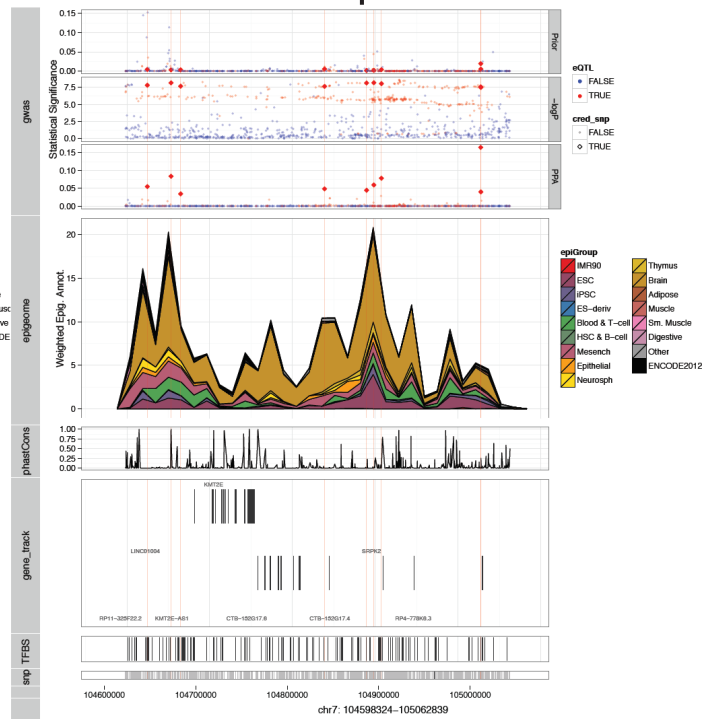 gwas
Statistical Significance
0.15
0.10
0.05
0.00
Prior
7.5
5.0
2.5
0.0
-logP
0.15
0.10
0.05
0.00
PPA
eQTL
FALSE
TRUE
cred_snp
FALSE
TRUE
epigeome
Weighted Epig. Annot.
20
15
10
5
0
epiGroup
IMR90
ESC
iPSC
ES-deriv
Blood & T-cell
HSC & B-cell
Mesench
Epithelial
Neurosph
Thymus
Brain
Adipose
Muscle
Sm. Muscle
Digestive
Other
ENCODE2012
phastCons
1.00
0.75
0.50
0.25
0.00
gene_track
KMT2E
LINC01004
SRPK2
RP11-325F22.2
KMT2E-AS1
CTB-152G17.6
CTB-152G17.4
RP4-778K6.3
TFBS
snp
104600000
104700000
104800000
104900000
105000000
chr7: 104598324-105062839